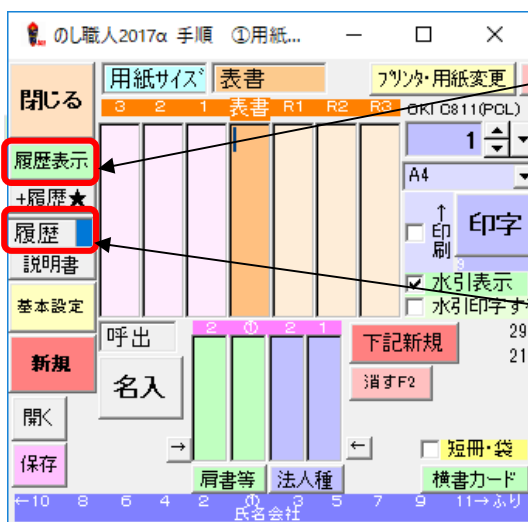 のし職人2017α 手順 ①用紙...
閉じる
用紙サイズ 表書 プリンタ・用紙変更
3 2 1 表書 R1 R2 R3 OKI C811(PCL)
1
履歴表示
A4
+履歴★
↑印刷 印字
履歴
説明書
9
水引表示
基本設定
水引印字す
呼出
2 ① 2 1
下記新規
29
21
新規
名入
消すF2
開く
→ ←
短冊・袋
保存
肩書等 法人種 横書カード
←10 8 6 4 2 ① 3 5 7 9 11→ふり
氏名会社